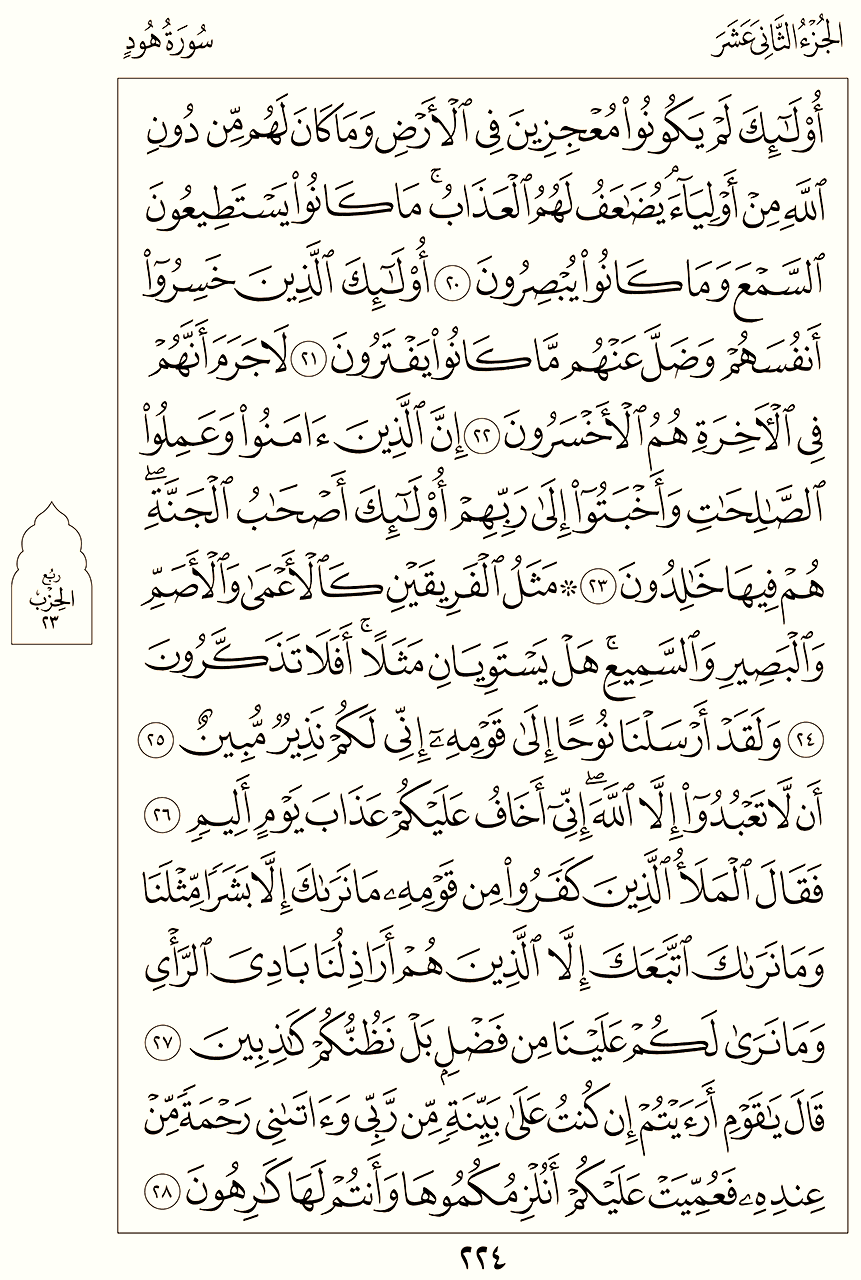 الجُزْءُ الثَّانِي عَشَرَ
سُورَةُ هُودٍ
أُوْلَـٰٓئِكَ لَمْ يَكُونُوا۟ مُعْجِزِينَ فِى ٱلْأَرْضِ وَمَا كَانَ لَهُم مِّن دُونِ
ٱللَّهِ مِنْ أَوْلِيَآءَ ۘ يُضَـٰعَفُ لَهُمُ ٱلْعَذَابُ ۚ مَا كَانُوا۟ يَسْتَطِيعُونَ
ٱلسَّمْعَ وَمَا كَانُوا۟ يُبْصِرُونَ ٢٠ أُوْلَـٰٓئِكَ ٱلَّذِينَ خَسِرُوٓا۟
أَنفُسَهُمْ وَضَلَّ عَنْهُم مَّا كَانُوا۟ يَفْتَرُونَ ٢١ لَا جَرَمَ أَنَّهُمْ
فِى ٱلْـَٔاخِرَةِ هُمُ ٱلْأَخْسَرُونَ ٢٢ إِنَّ ٱلَّذِينَ ءَامَنُوا۟ وَعَمِلُوا۟
ٱلصَّـٰلِحَـٰتِ وَأَخْبَتُوٓا۟ إِلَىٰ رَبِّهِمْ أُوْلَـٰٓئِكَ أَصْحَـٰبُ ٱلْجَنَّةِ ۖ
هُمْ فِيهَا خَـٰلِدُونَ ٢٣ ۞ مَثَلُ ٱلْفَرِيقَيْنِ كَٱلْأَعْمَىٰ وَٱلْأَصَمِّ
وَٱلْبَصِيرِ وَٱلسَّمِيعِ ۚ هَلْ يَسْتَوِيَانِ مَثَلًا ۚ أَفَلَا تَذَكَّرُونَ
٢٤ وَلَقَدْ أَرْسَلْنَا نُوحًا إِلَىٰ قَوْمِهِۦٓ إِنِّى لَكُمْ نَذِيرٌ مُّبِينٌ ٢٥
أَن لَّا تَعْبُدُوٓا۟ إِلَّا ٱللَّهَ ۖ إِنِّىٓ أَخَافُ عَلَيْكُمْ عَذَابَ يَوْمٍ أَلِيمٍ ٢٦
فَقَالَ ٱلْمَلَأُ ٱلَّذِينَ كَفَرُوا۟ مِن قَوْمِهِۦ مَا نَرَىٰكَ إِلَّا بَشَرًا مِّثْلَنَا
وَمَا نَرَىٰكَ ٱتَّبَعَكَ إِلَّا ٱلَّذِينَ هُمْ أَرَاذِلُنَا بَادِىَ ٱلرَّأْىِ
وَمَا نَرَىٰ لَكُمْ عَلَيْنَا مِن فَضْلٍۭ بَلْ نَظُنُّكُمْ كَـٰذِبِينَ ٢٧
قَالَ يَـٰقَوْمِ أَرَءَيْتُمْ إِن كُنتُ عَلَىٰ بَيِّنَةٍ مِّن رَّبِّى وَءَاتَىٰنِى رَحْمَةً مِّنْ
عِندِهِۦ فَعُمِّيَتْ عَلَيْكُمْ أَنُلْزِمُكُمُوهَا وَأَنتُمْ لَهَا كَـٰرِهُونَ ٢٨
رُبْع
الحِزْب
٢٣
٢٢٤